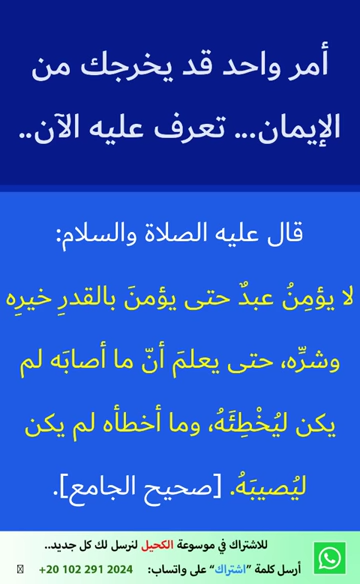 أمر واحد قد يخرجك من
الإيمان... تعرف عليه الآن..
قال عليه الصلاة والسلام:
لا يؤمِنُ عبدٌ حتى يؤمنَ بالقدرِ خيرِه
وشرِّه، حتى يعلمَ أنّ ما أصابَه لم
يكن ليُخْطِئَهُ، وما أخطأه لم يكن
ليُصيبَهُ. [صحيح الجامع].
للاشتراك في موسوعة الكحيل لنرسل لك كل جديد..
أرسل كلمة "اشتراك" على واتساب: +20 102 291 2024